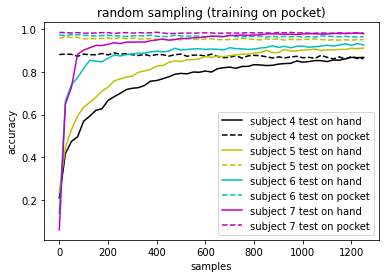 random sampling (training on pocket)
1.0
0.8
0.6
0.4
0.2
accuracy
0
200
400
600
800
1000
1200
samples
subject 4 test on hand
subject 4 test on pocket
subject 5 test on hand
subject 5 test on pocket
subject 6 test on hand
subject 6 test on pocket
subject 7 test on hand
subject 7 test on pocket